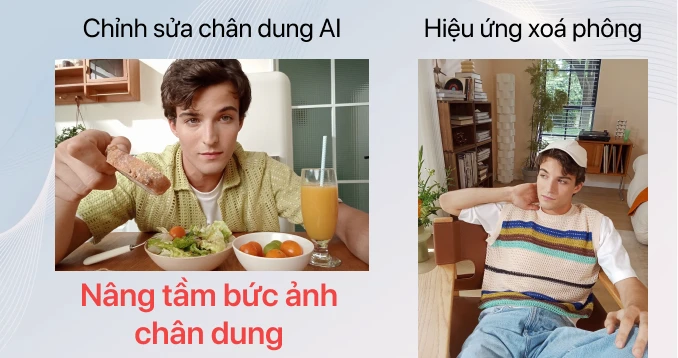 Chỉnh sửa chân dung AI
Hiệu ứng xoá phông
Nâng tầm bức ảnh
chân dung